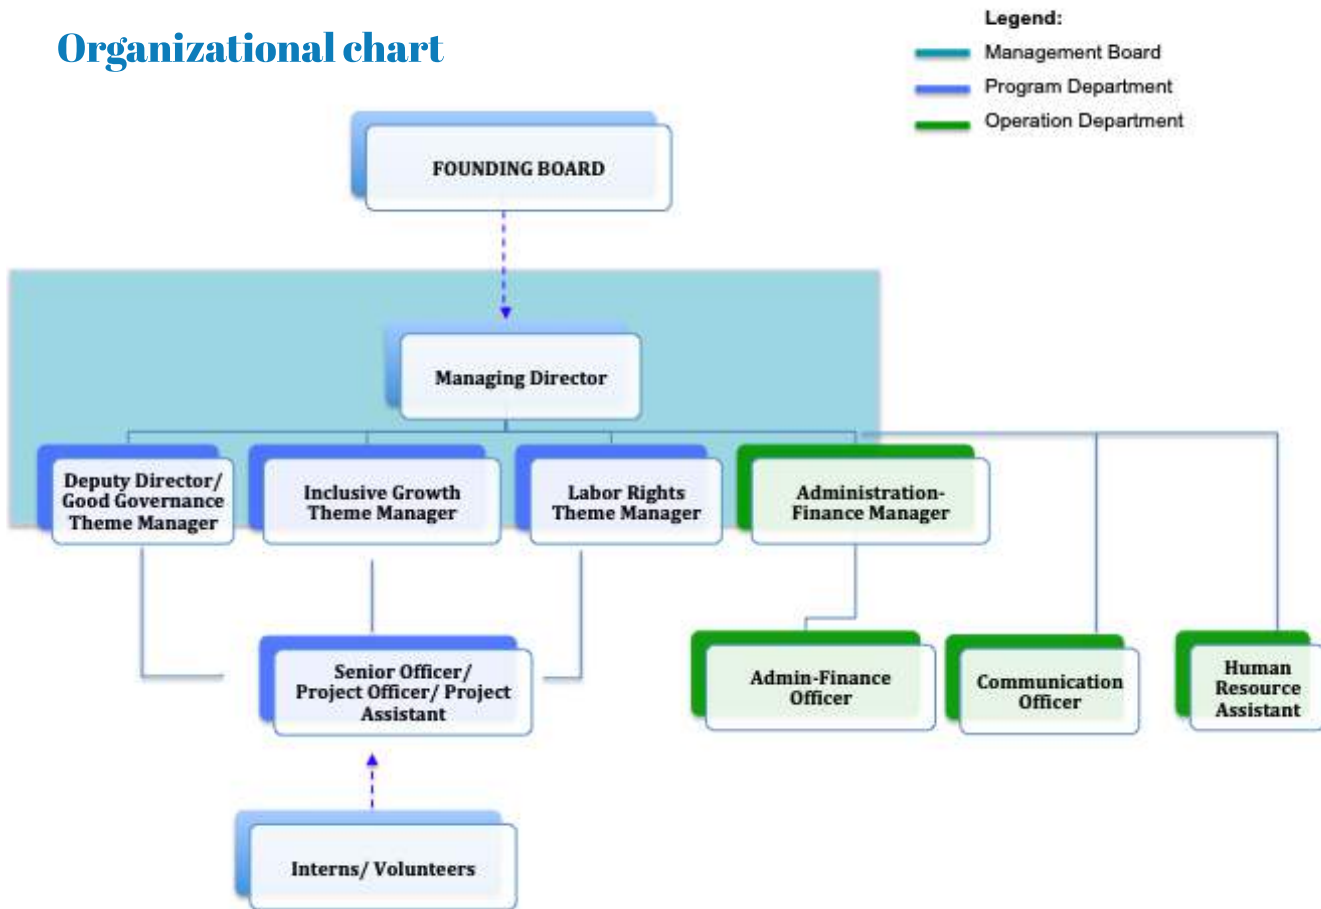 Organizational chart
Legend:
Management Board
Program Department
Operation Department
FOUNDING BOARD
Managing Director
Deputy Director/
Good Governance
Theme Manager
Inclusive Growth
Theme Manager
Labor Rights
Theme Manager
Administration-
Finance Manager
Senior Officer/
Project Officer/ Project
Assistant
Admin-Finance
Officer
Communication
Officer
Human
Resource
Assistant
Interns/ Volunteers